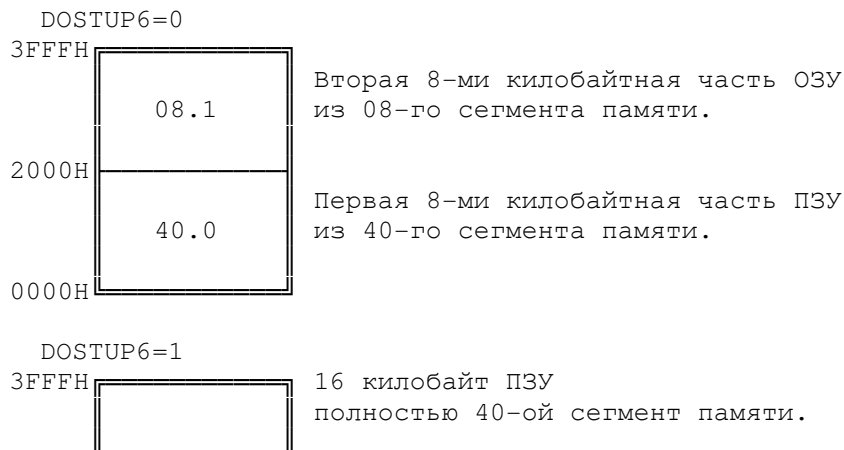 DOSTUP6=0
3FFFH
Вторая 8-ми килобайтная часть ОЗУ
08.1 из 08-го сегмента памяти.
2000H
Первая 8-ми килобайтная часть ПЗУ
40.0 из 40-го сегмента памяти.
0000H
DOSTUP6=1
3FFFH 16 килобайт ПЗУ
полностью 40-ой сегмент памяти.